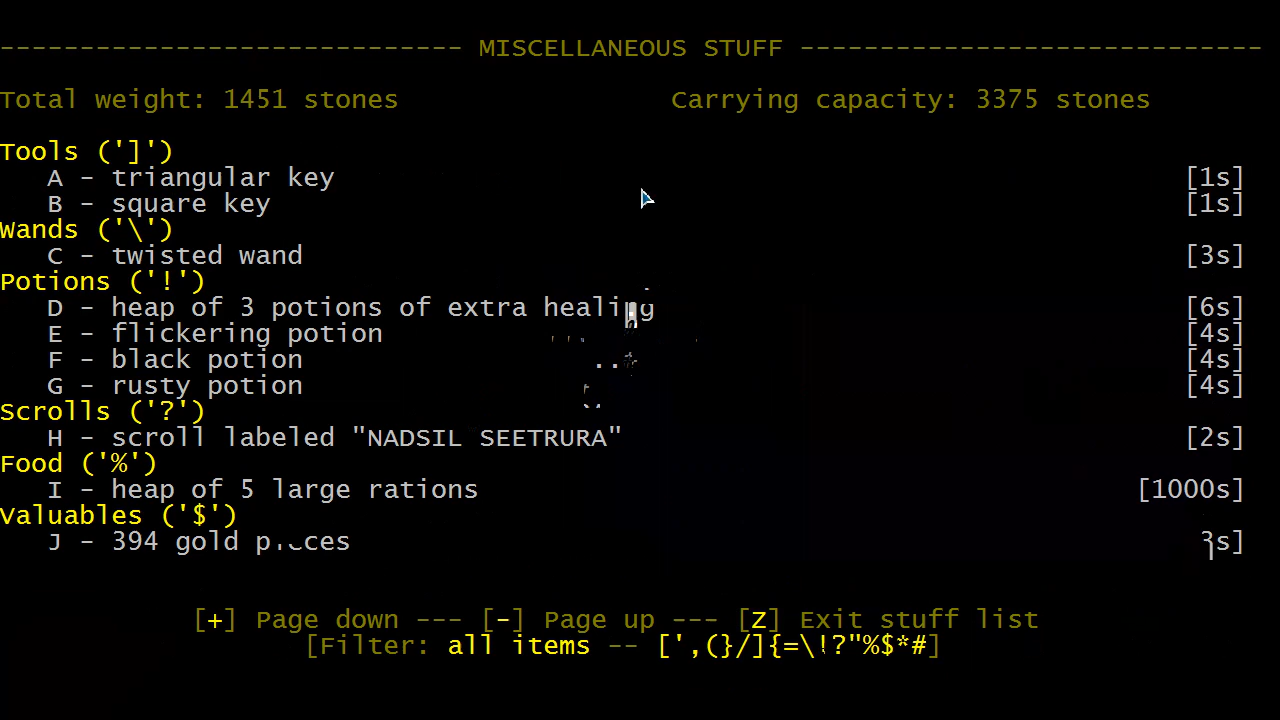 ---------------------------- MISCELLANEOUS STUFF -----------------------------
Total weight: 1451 stones Carrying capacity: 3375 stones
Tools (']')
A - triangular key [1s]
B - square key [1s]
Wands ('\')
C - twisted wand [3s]
Potions ('!')
D - heap of 3 potions of extra healing [6s]
E - flickering potion [4s]
F - black potion [4s]
G - rusty potion [4s]
Scrolls ('?')
H - scroll labeled "NADSIL SEETRURA" [2s]
Food ('%')
I - heap of 5 large rations [1000s]
Valuables ('$')
J - 394 gold pieces
[+] Page down --- [-] Page up --- [Z] Exit stuff list
[Filter: all items -- [',(}/]{=\!?"%$*#]